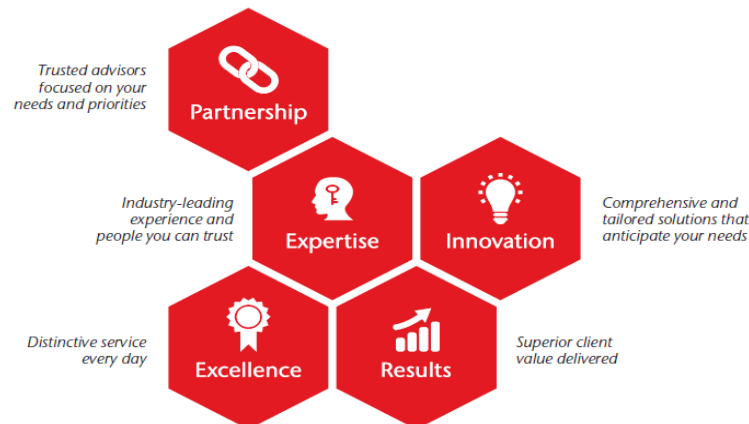 Trusted advisors
focused on your
needs and priorities
Partnership
Industry-leading
experience and
people you can trust
Expertise
Innovation
Comprehensive and
tailored solutions that
anticipate your needs
Distinctive service
every day
Excellence
Results
Superior client
value delivered